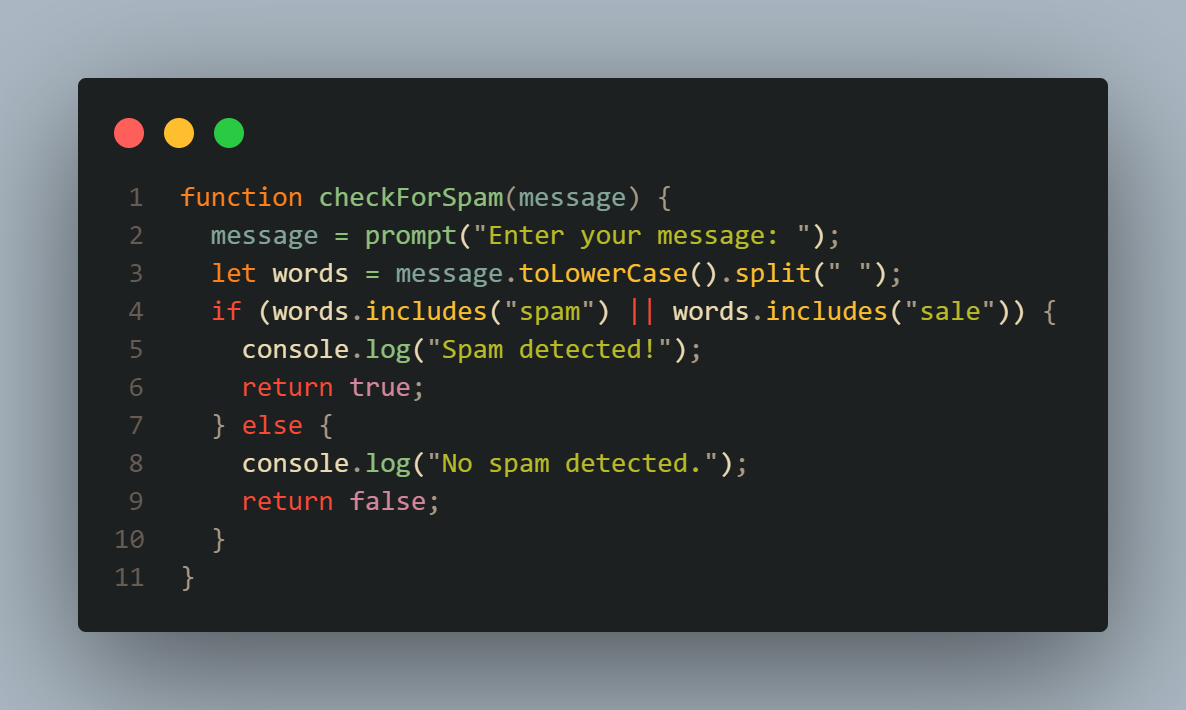 1 function checkForSpam(message) {
2   message = prompt("Enter your message: ");
3   let words = message.toLowerCase().split(" ");
4   if (words.includes("spam") || words.includes("sale")) {
5     console.log("Spam detected!");
6     return true;
7   } else {
8     console.log("No spam detected.");
9     return false;
10   }
11 }